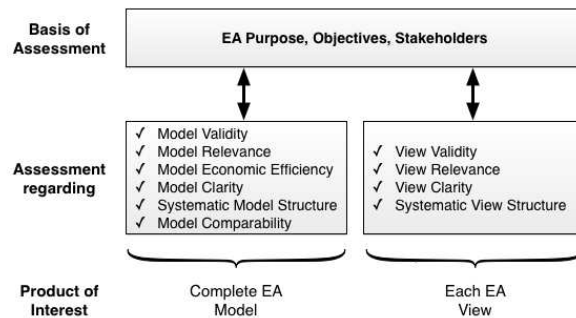 Basis of
Assessment
EA Purpose, Objectives, Stakeholders
Assessment
regarding
✓ Model Validity
✓ Model Relevance
✓ Model Economic Efficiency
✓ Model Clarity
✓ Systematic Model Structure
✓ Model Comparability
✓ View Validity
✓ View Relevance
✓ View Clarity
✓ Systematic View Structure
Product of
Interest
Complete EA
Model
Each EA
View